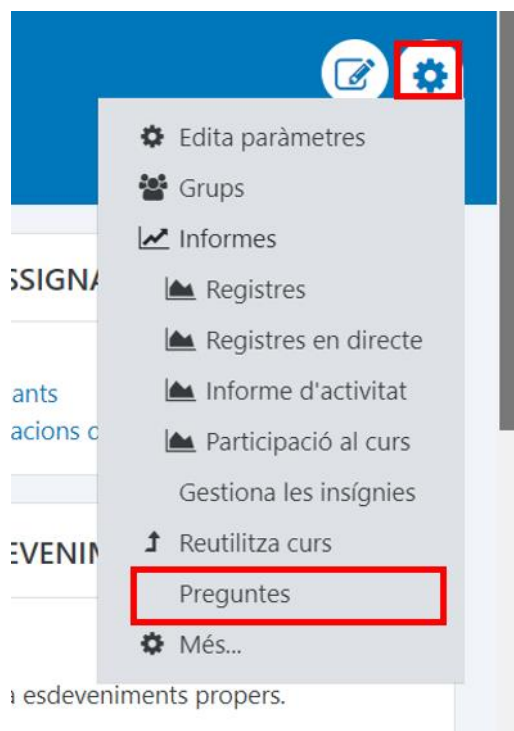 Edita paràmetres
Grups
Informes
SSIGNA
Registres
Registres en directe
ants
Informe d'activitat
acions d
Participació al curs
Gestiona les insígnies
EVENIM
Reutilitza curs
Preguntes
Més...
a esdeveniments propers.